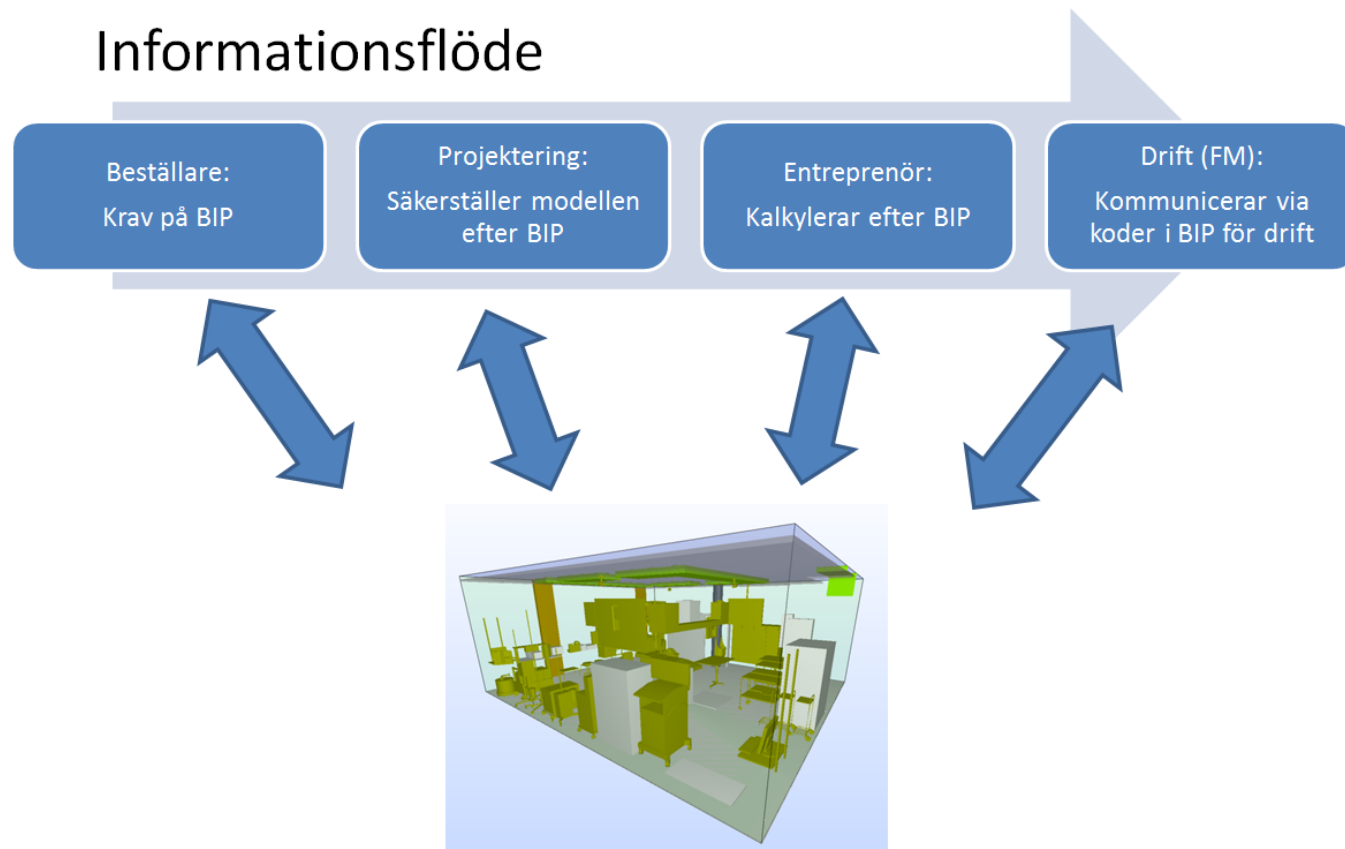 Informationsflöde
Beställare:
Krav på BIP
Projektering:
Säkerställer modellen
efter BIP
Entreprenör:
Kalkylerar efter BIP
Drift (FM):
Kommunicerar via
koder i BIP för drift